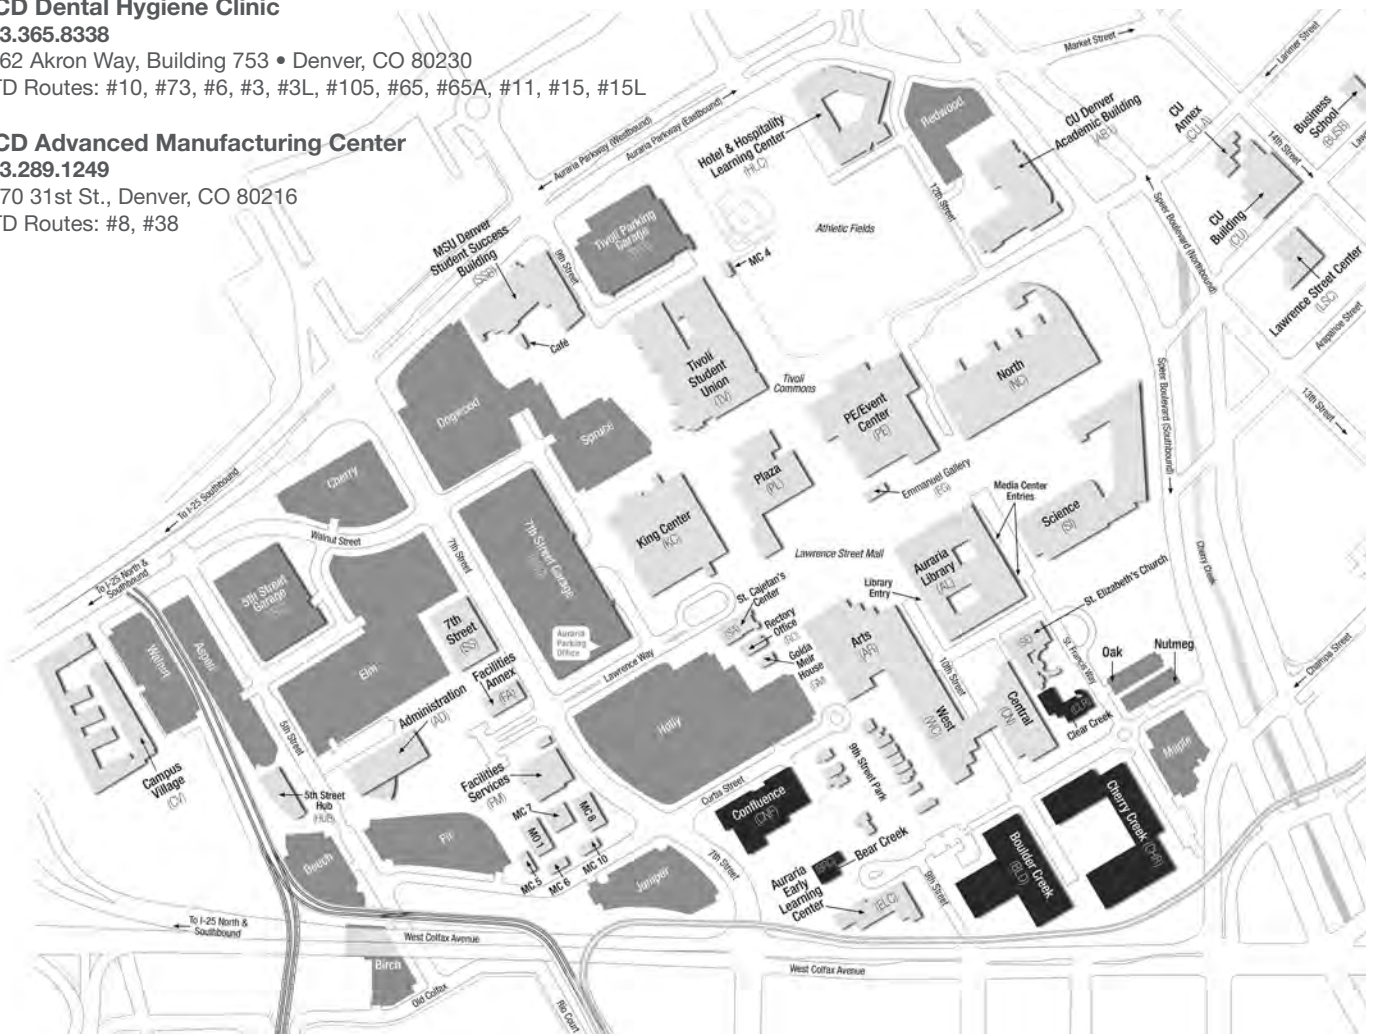 CD Dental Hygiene Clinic
3.365.8338
62 Akron Way, Building 753 • Denver, CO 80230
TD Routes: #10, #73, #6, #3, #3L, #105, #65, #65A, #11, #15, #15L
CD Advanced Manufacturing Center
3.289.1249
70 31st St., Denver, CO 80216
TD Routes: #8, #38
Market Street
Larimer Street
Auraria Parkway (Westbound)
Auraria Parkway (Eastbound)
Hotel & Hospitality
Learning Center
(HLC)
Redwood
CU Denver
Academic Building
(AB1)
CU
Annex
(CU-A)
14th Street
Business
School
(BUSB)
12th Street
CU
Building
(CU)
Lawrence Street Center
(LSC)
Arapahoe Street
Speer Boulevard (Northbound)
Speer Boulevard (Southbound)
13th Street
MSU Denver
Student Success
Building
(SSB)
9th Street
Tivoli Parking
Garage
MC 4
Athletic Fields
Café
Tivoli
Student
Union
(TV)
Tivoli
Commons
North
(NC)
PE/Event
Center
(PE)
Dogwood
Spruce
Cherry
Plaza
(PL)
Emmanuel Gallery
(EG)
Media Center
Entries
Science
(SI)
To I-25 Southbound
Walnut Street
7th Street
7th Street Garage
King Center
(KC)
Lawrence Street Mall
Auraria
Library
(AL)
Library
Entry
Cherry Creek
To I-25 North &
Southbound
5th Street
Garage
St. Cajetan's
Center
(SA)
Rectory
Office
(RO)
Golda
Meir
House
(GM)
St. Elizabeth's Church
(SE)
St. Francis Way
Walnut
Aspen
Elm
7th
Street
(SS)
Facilities
Annex
(FA)
Auraria
Parking
Office
Lawrence Way
Arts
(AR)
10th Street
West
(WC)
Central
(CN)
Oak
Nutmeg
Champa Street
Clear Creek
(CLR)
Maple
Administration
(AD)
5th Street
Holly
Campus
Village
(CV)
5th Street
Hub
(HUB)
Facilities
Services
(FM)
Curtis Street
9th Street Park
Confluence
(CNF)
Cherry Creek
(CHR)
Boulder Creek
(BLD)
Bear Creek
MC 7
MC 8
MO1
MC 5
MC 6
MC 10
Fir
Beech
Juniper
7th Street
Auraria
Early
Learning
Center
(ELC)
9th Street
To I-25 North &
Southbound
West Colfax Avenue
West Colfax Avenue
Birch
Old Colfax
Rio Court